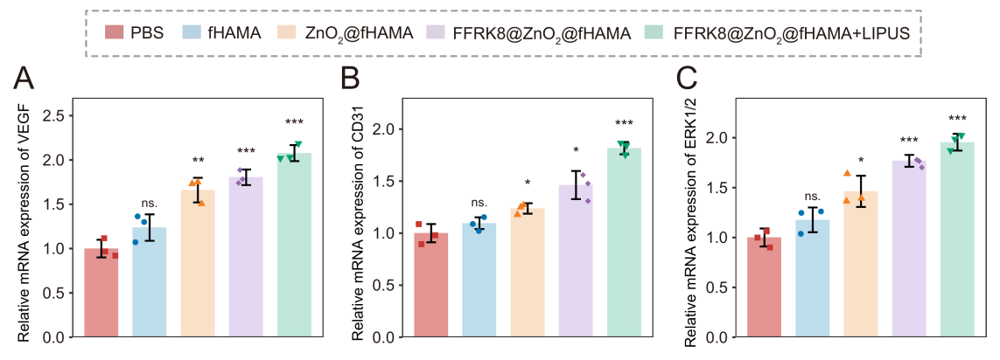 PBS fHAMA ZnO2@fHAMA FFRK8@ZnO2@fHAMA FFRK8@ZnO2@fHAMA+LIPUS
A
Relative mRNA expression of VEGF
2.5
2.0
1.5
1.0
0.5
0.0
ns.
**
***
***
B
Relative mRNA expression of CD31
2.0
1.5
1.0
0.5
0.0
ns.
*
*
***
C
Relative mRNA expression of ERK1/2
2.0
1.5
1.0
0.5
0.0
ns.
*
***
***